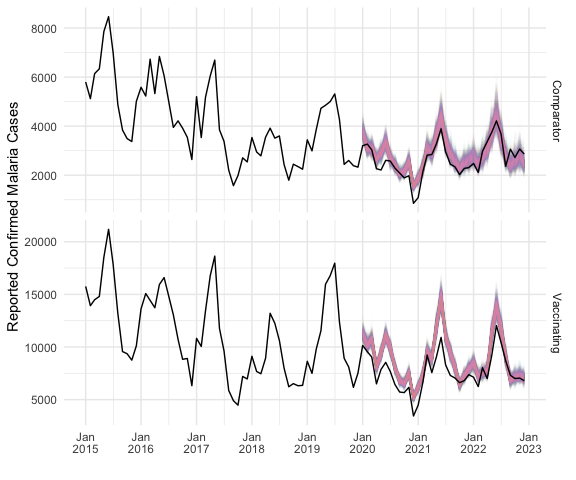 Reported Confirmed Malaria Cases
8000
6000
4000
2000
Comparator
20000
15000
10000
5000
Vaccinating
Jan Jan Jan Jan Jan Jan Jan Jan Jan
2015 2016 2017 2018 2019 2020 2021 2022 2023